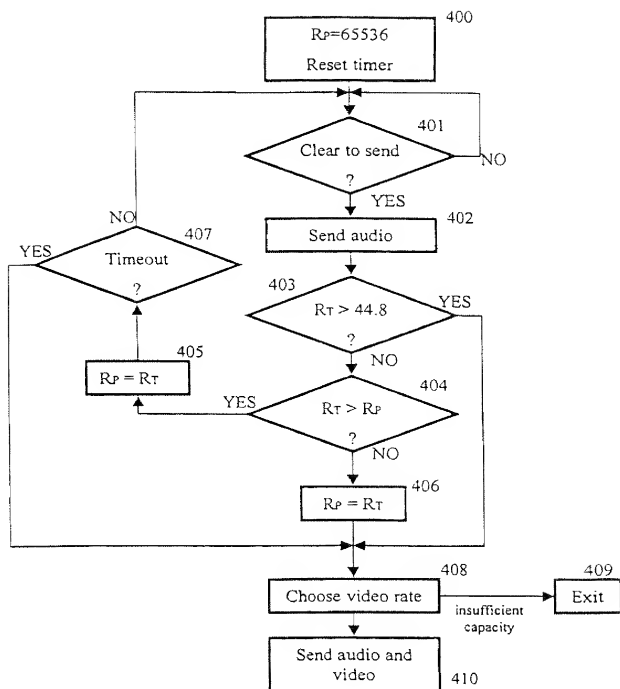 400
RP=65536
Reset timer
401
Clear to send
?
NO
YES
402
Send audio
NO
407
YES
Timeout
?
403
RT > 44.8
YES
?
NO
405
RP = RT
404
YES
RT > RP
?
NO
406
RP = RT
408
409
Choose video rate
Exit
insufficient
capacity
Send audio and
video
410